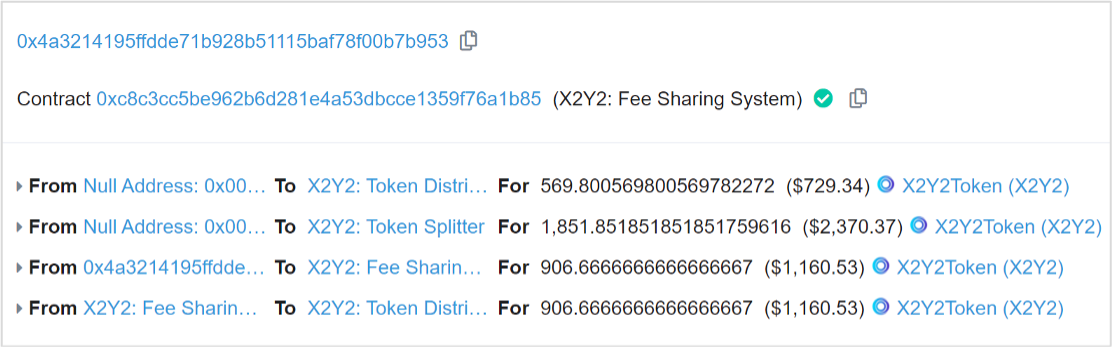 0x4a3214195ffdde71b928b51115baf78f00b7b953
Contract 0xc8c3cc5be962b6d281e4a53dbcce1359f76a1b85 (X2Y2: Fee Sharing System)
From Null Address: 0x00... To X2Y2: Token Distri... For 569.800569800569782272 ($729.34) X2Y2Token (X2Y2)
From Null Address: 0x00... To X2Y2: Token Splitter For 1,851.851851851851759616 ($2,370.37) X2Y2Token (X2Y2)
From 0x4a3214195ffdde... To X2Y2: Fee Sharin... For 906.6666666666666667 ($1,160.53) X2Y2Token (X2Y2)
From X2Y2: Fee Sharin... To X2Y2: Token Distri... For 906.6666666666666667 ($1,160.53) X2Y2Token (X2Y2)